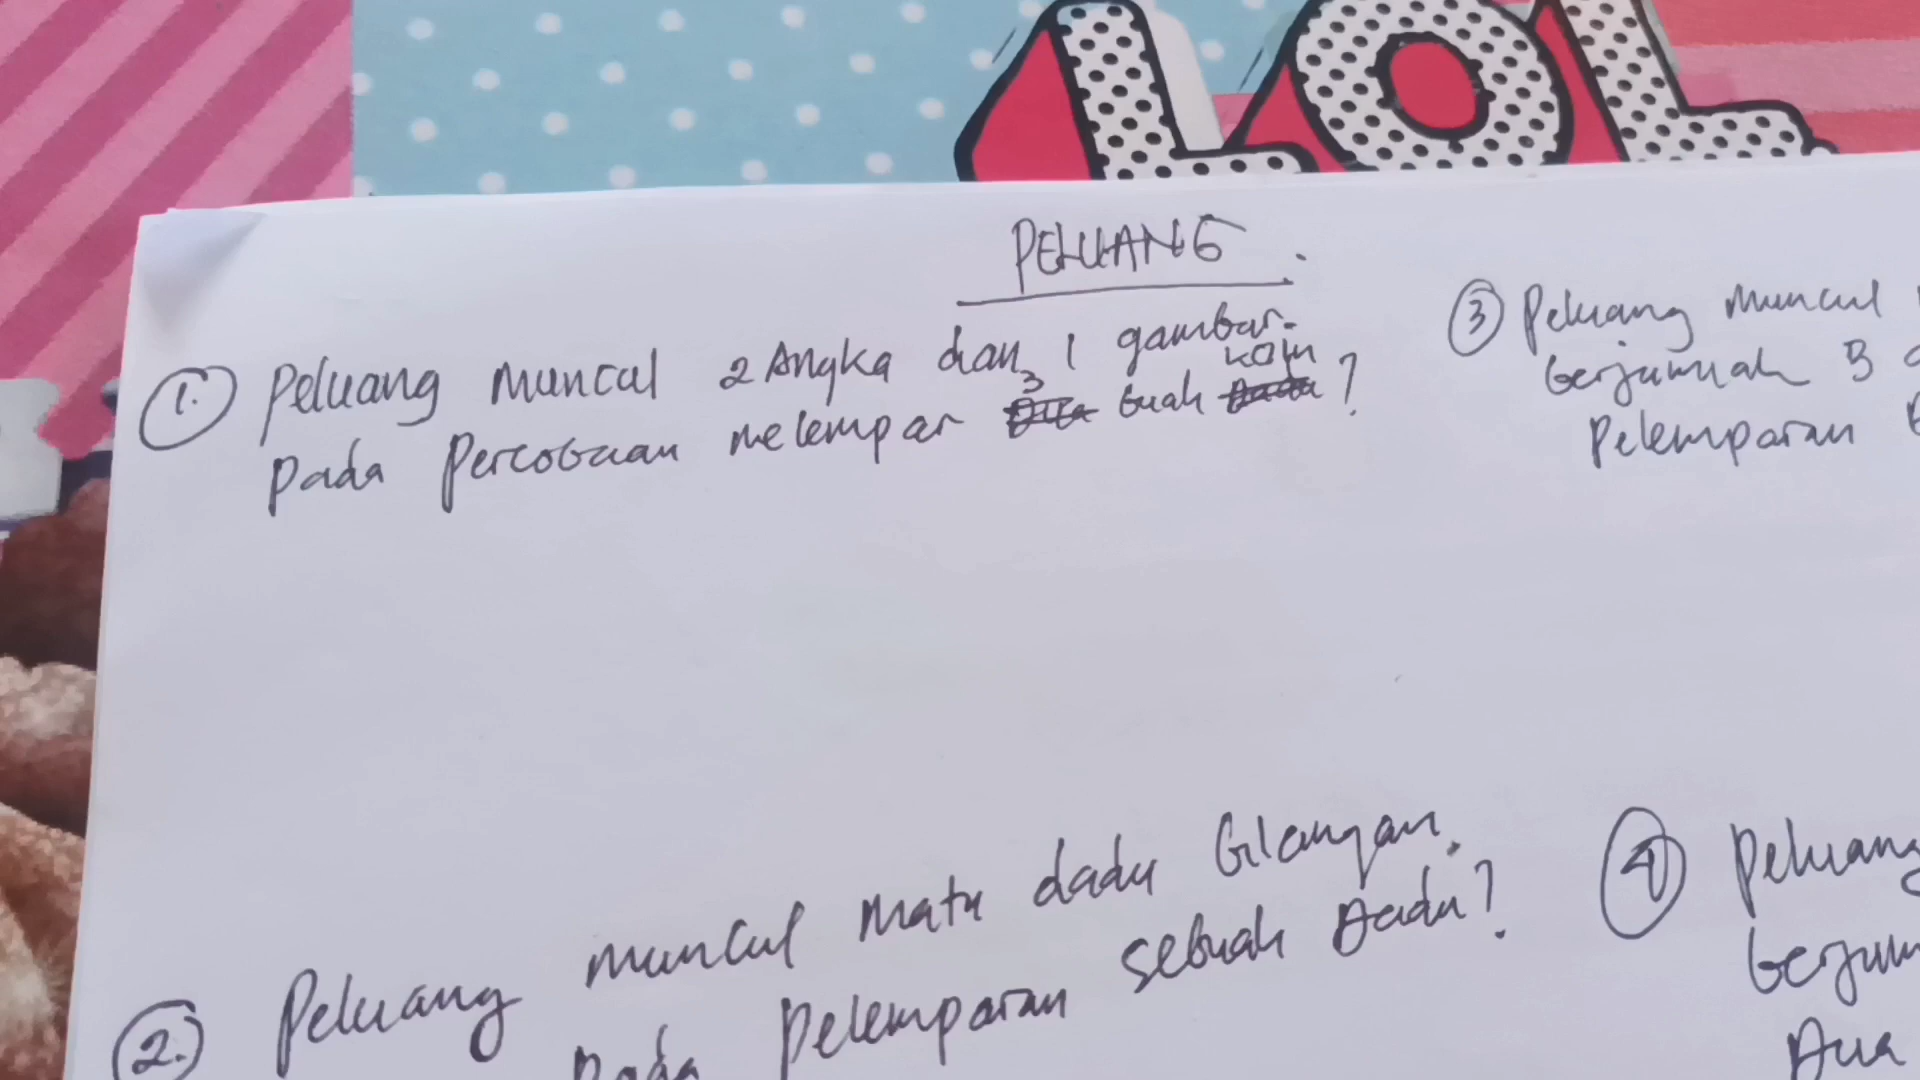 LOL
PELUANG.
1. Peluang muncul 2 Angka dan 1 gambar
pada percobaan melempar 3 buah koin?
3 Peluang muncul
berjumlah 3
Pelemparan
2. Peluang muncul mata dadu bilangan
pada pelemparan sebuah dadu?
4 Peluang
berjum
Dua